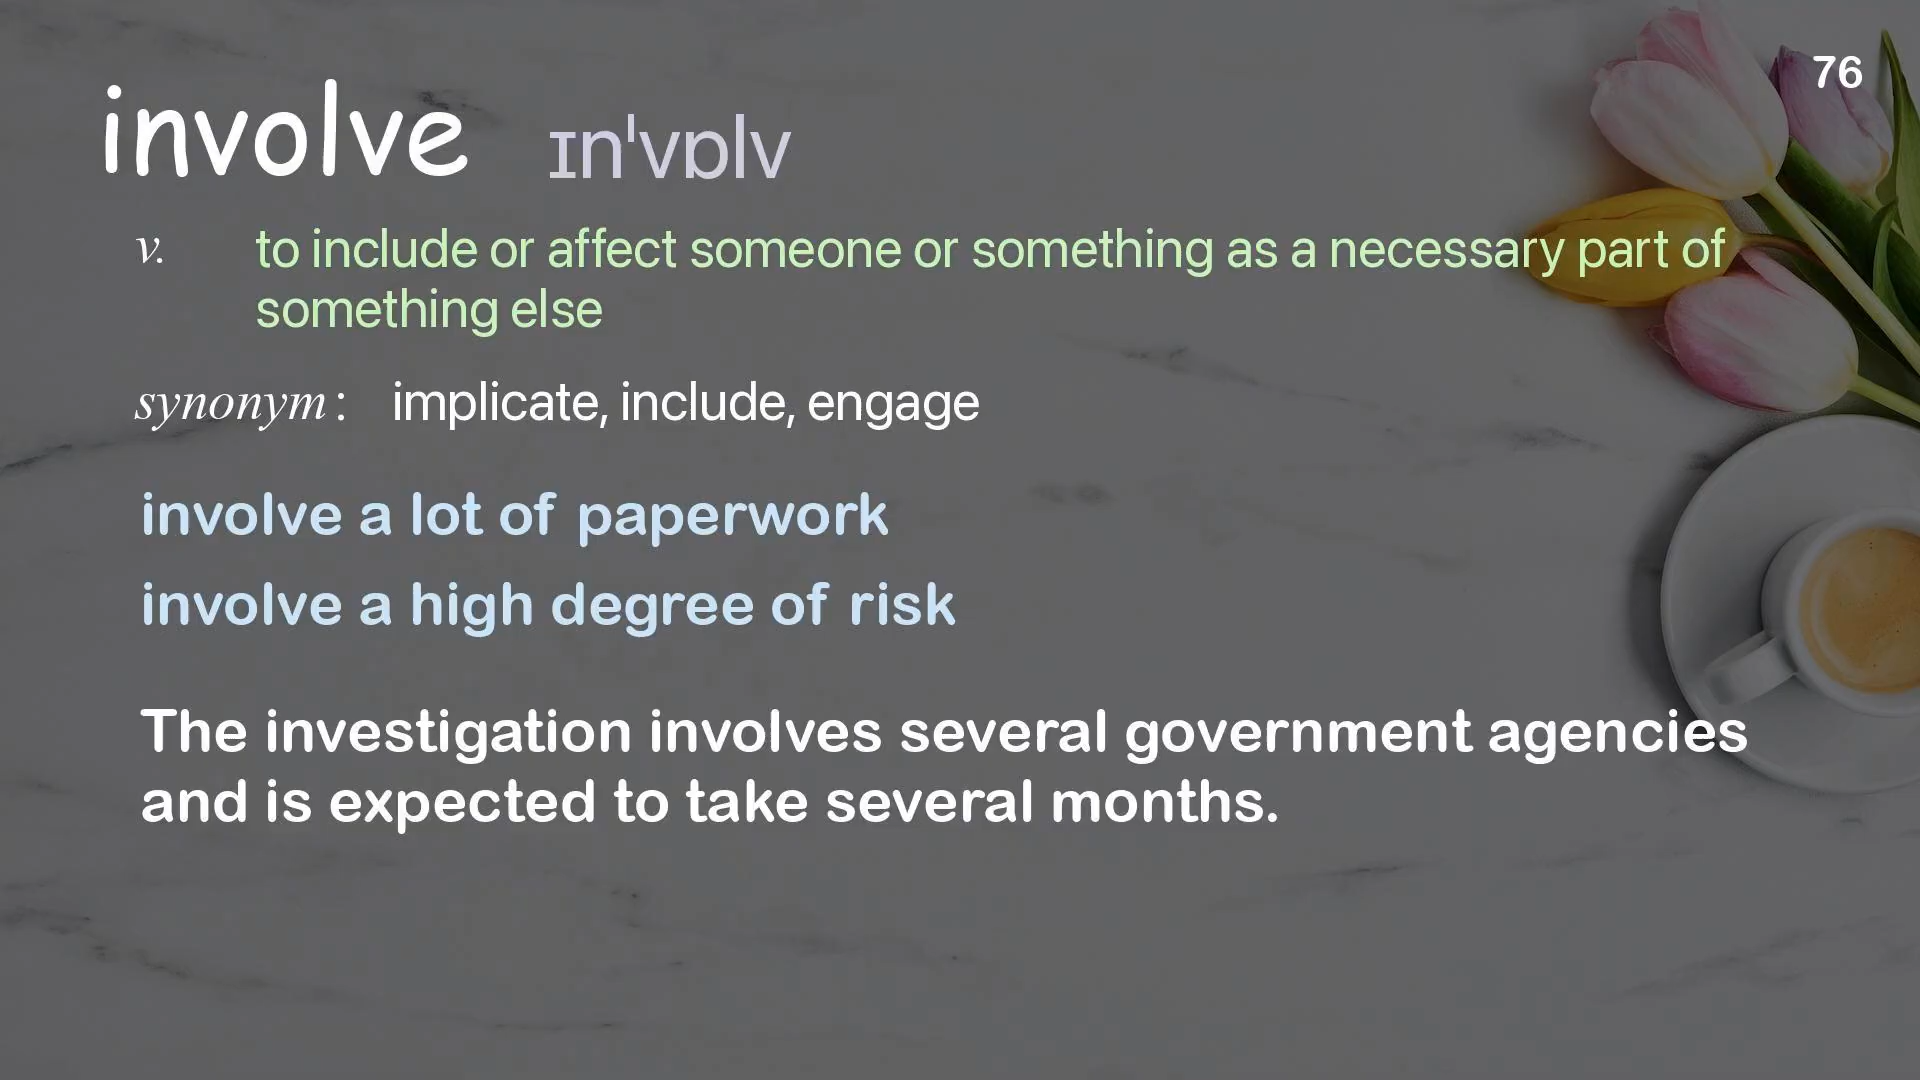 76
involve ɪn'vɒlv
v. to include or affect someone or something as a necessary part of
something else
synonym : implicate, include, engage
involve a lot of paperwork
involve a high degree of risk
The investigation involves several government agencies
and is expected to take several months.